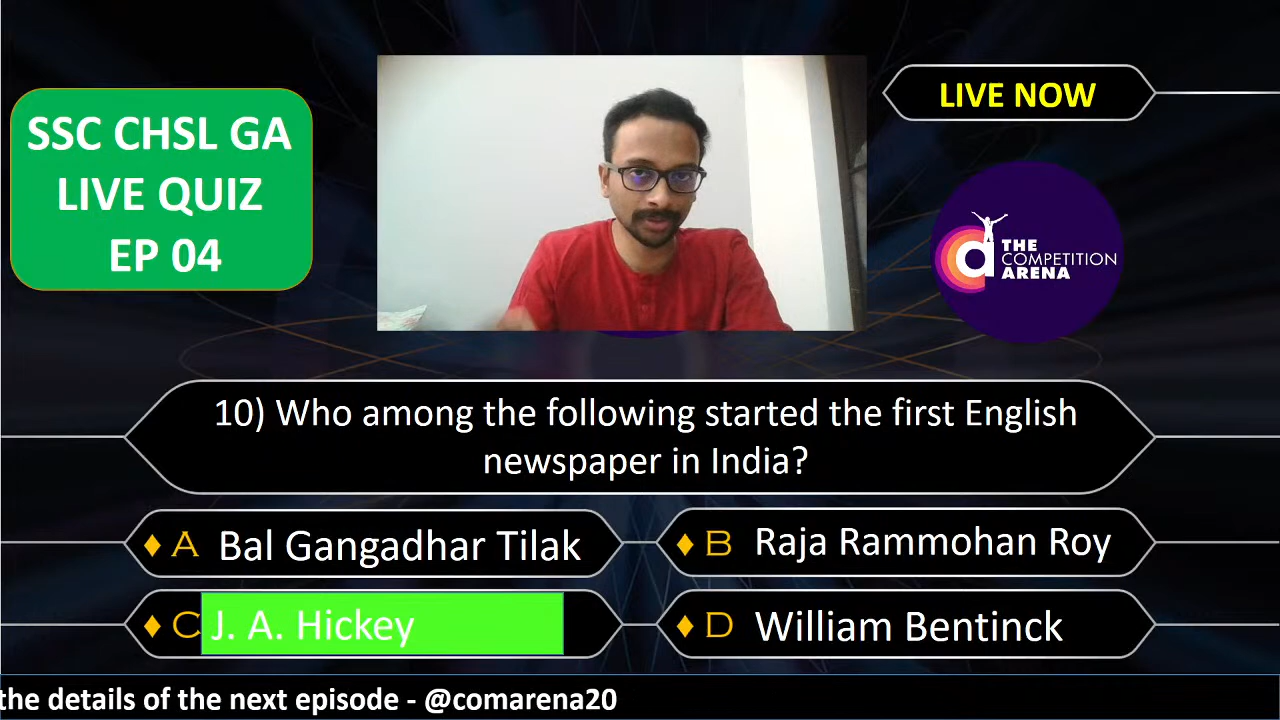 SSC CHSL GA
LIVE QUIZ
EP 04
LIVE NOW
THE
COMPETITION
ARENA
10) Who among the following started the first English
newspaper in India?
A Bal Gangadhar Tilak
B Raja Rammohan Roy
C J. A. Hickey
D William Bentinck
the details of the next episode - @comarena20